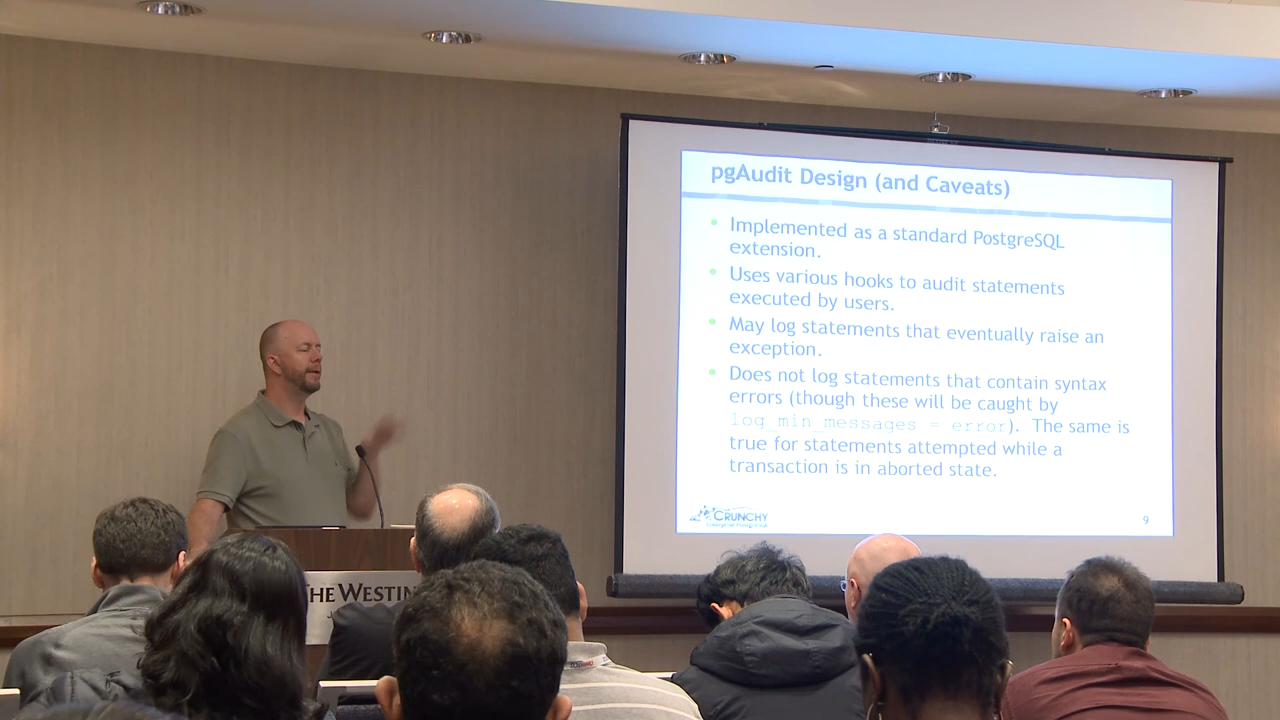 pgAudit Design (and Caveats)
Implemented as a standard PostgreSQL
extension.
Uses various hooks to audit statements
executed by users.
May log statements that eventually raise an
exception.
Does not log statements that contain syntax
errors (though these will be caught by
log_min_messages = error). The same is
true for statements attempted while a
transaction is in aborted state.
CRUNCHY
9
HE WESTIN